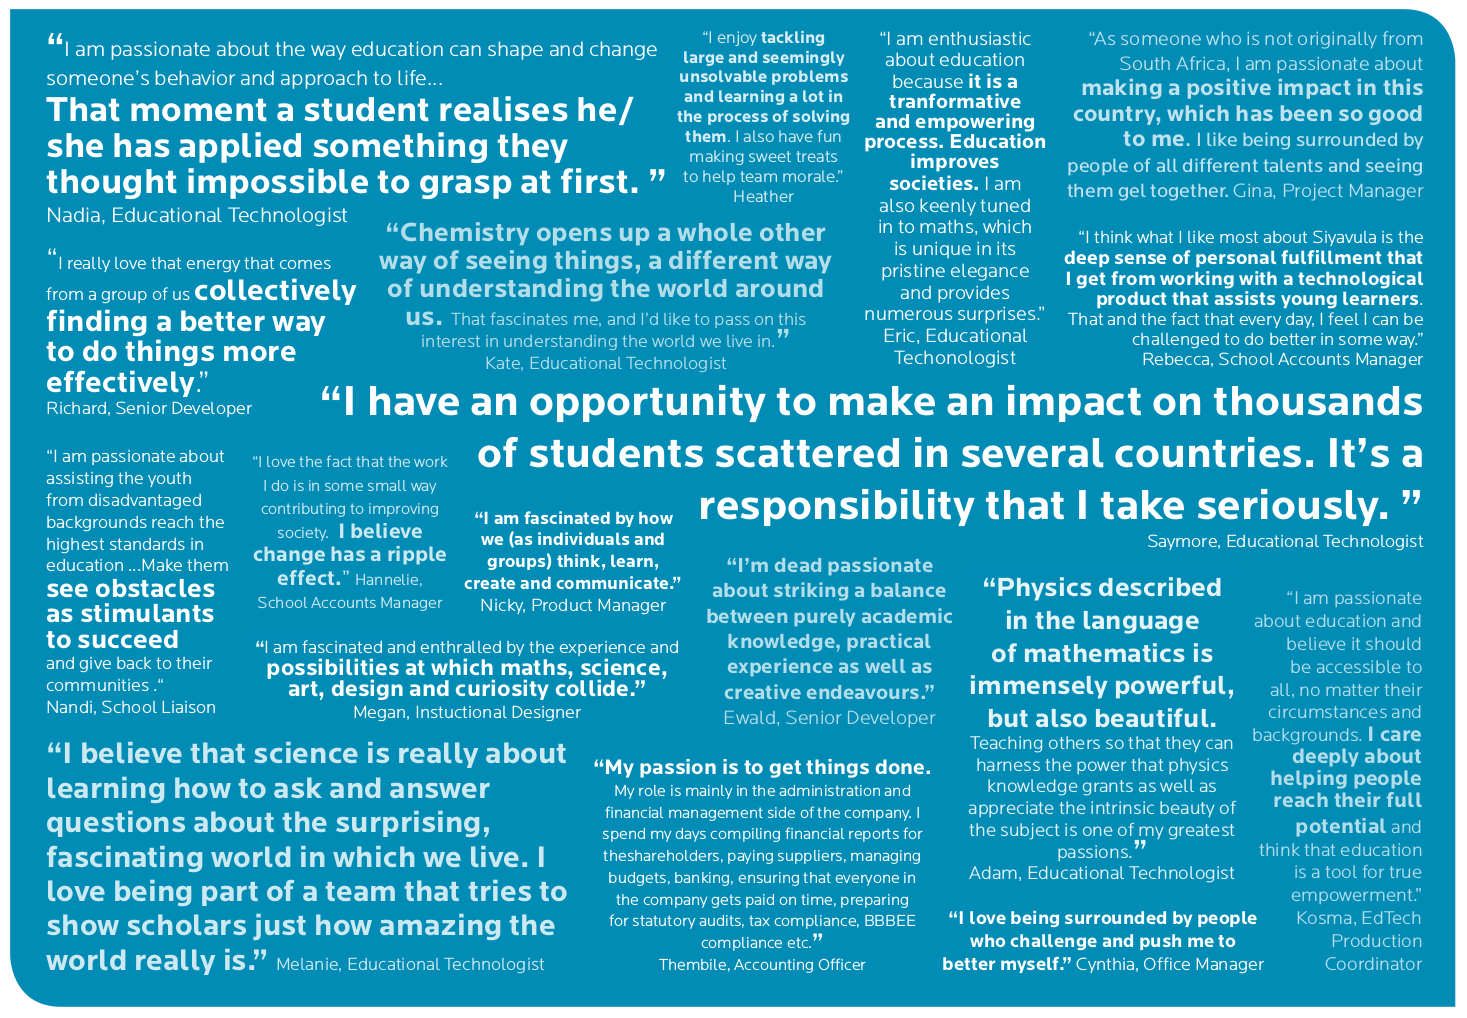 “I am passionate about the way education can shape and change
someone’s behavior and approach to life...
That moment a student realises he/
she has applied something they
thought impossible to grasp at first. ”
Nadia, Educational Technologist
“I enjoy tackling
large and seemingly
unsolvable problems
and learning a lot in
the process of solving
them. I also have fun
making sweet treats
to help team morale.”
Heather
“I am enthusiastic
about education
because it is a
tranformative
and empowering
process. Education
improves
societies. I am
also keenly tuned
in to maths, which
is unique in its
pristine elegance
and provides
numerous surprises.”
Eric, Educational
Techonologist
“As someone who is not originally from
South Africa, I am passionate about
making a positive impact in this
country, which has been so good
to me. I like being surrounded by
people of all different talents and seeing
them gel together. Gina, Project Manager
“I really love that energy that comes
from a group of us collectively
finding a better way
to do things more
effectively.”
Richard, Senior Developer
“Chemistry opens up a whole other
way of seeing things, a different way
of understanding the world around
us. That fascinates me, and I’d like to pass on this
interest in understanding the world we live in.”
Kate, Educational Technologist
“I think what I like most about Siyavula is the
deep sense of personal fulfillment that
I get from working with a technological
product that assists young learners.
That and the fact that every day, I feel I can be
challenged to do better in some way.”
Rebecca, School Accounts Manager
“I have an opportunity to make an impact on thousands
of students scattered in several countries. It’s a
responsibility that I take seriously. ”
Saymore, Educational Technologist
“I am passionate about
assisting the youth
from disadvantaged
backgrounds reach the
highest standards in
education ...Make them
see obstacles
as stimulants
to succeed
and give back to their
communities .“
Nandi, School Liaison
“I love the fact that the work
I do is in some small way
contributing to improving
society. I believe
change has a ripple
effect.” Hannelie,
School Accounts Manager
“I am fascinated by how
we (as individuals and
groups) think, learn,
create and communicate.”
Nicky, Product Manager
“I am fascinated and enthralled by the experience and
possibilities at which maths, science,
art, design and curiosity collide.”
Megan, Instuctional Designer
“I’m dead passionate
about striking a balance
between purely academic
knowledge, practical
experience as well as
creative endeavours.”
Ewald, Senior Developer
“Physics described
in the language
of mathematics is
immensely powerful,
but also beautiful.
Teaching others so that they can
harness the power that physics
knowledge grants as well as
appreciate the intrinsic beauty of
the subject is one of my greatest
passions.”
Adam, Educational Technologist
“I am passionate
about education and
believe it should
be accessible to
all, no matter their
circumstances and
backgrounds. I care
deeply about
helping people
reach their full
potential and
think that education
is a tool for true
empowerment.”
Kosma, EdTech
Production
Coordinator
“I believe that science is really about
learning how to ask and answer
questions about the surprising,
fascinating world in which we live. I
love being part of a team that tries to
show scholars just how amazing the
world really is.” Melanie, Educational Technologist
“My passion is to get things done.
My role is mainly in the administration and
financial management side of the company. I
spend my days compiling financial reports for
theshareholders, paying suppliers, managing
budgets, banking, ensuring that everyone in
the company gets paid on time, preparing
for statutory audits, tax compliance, BBBEE
compliance etc.”
Thembile, Accounting Officer
“I love being surrounded by people
who challenge and push me to
better myself.” Cynthia, Office Manager